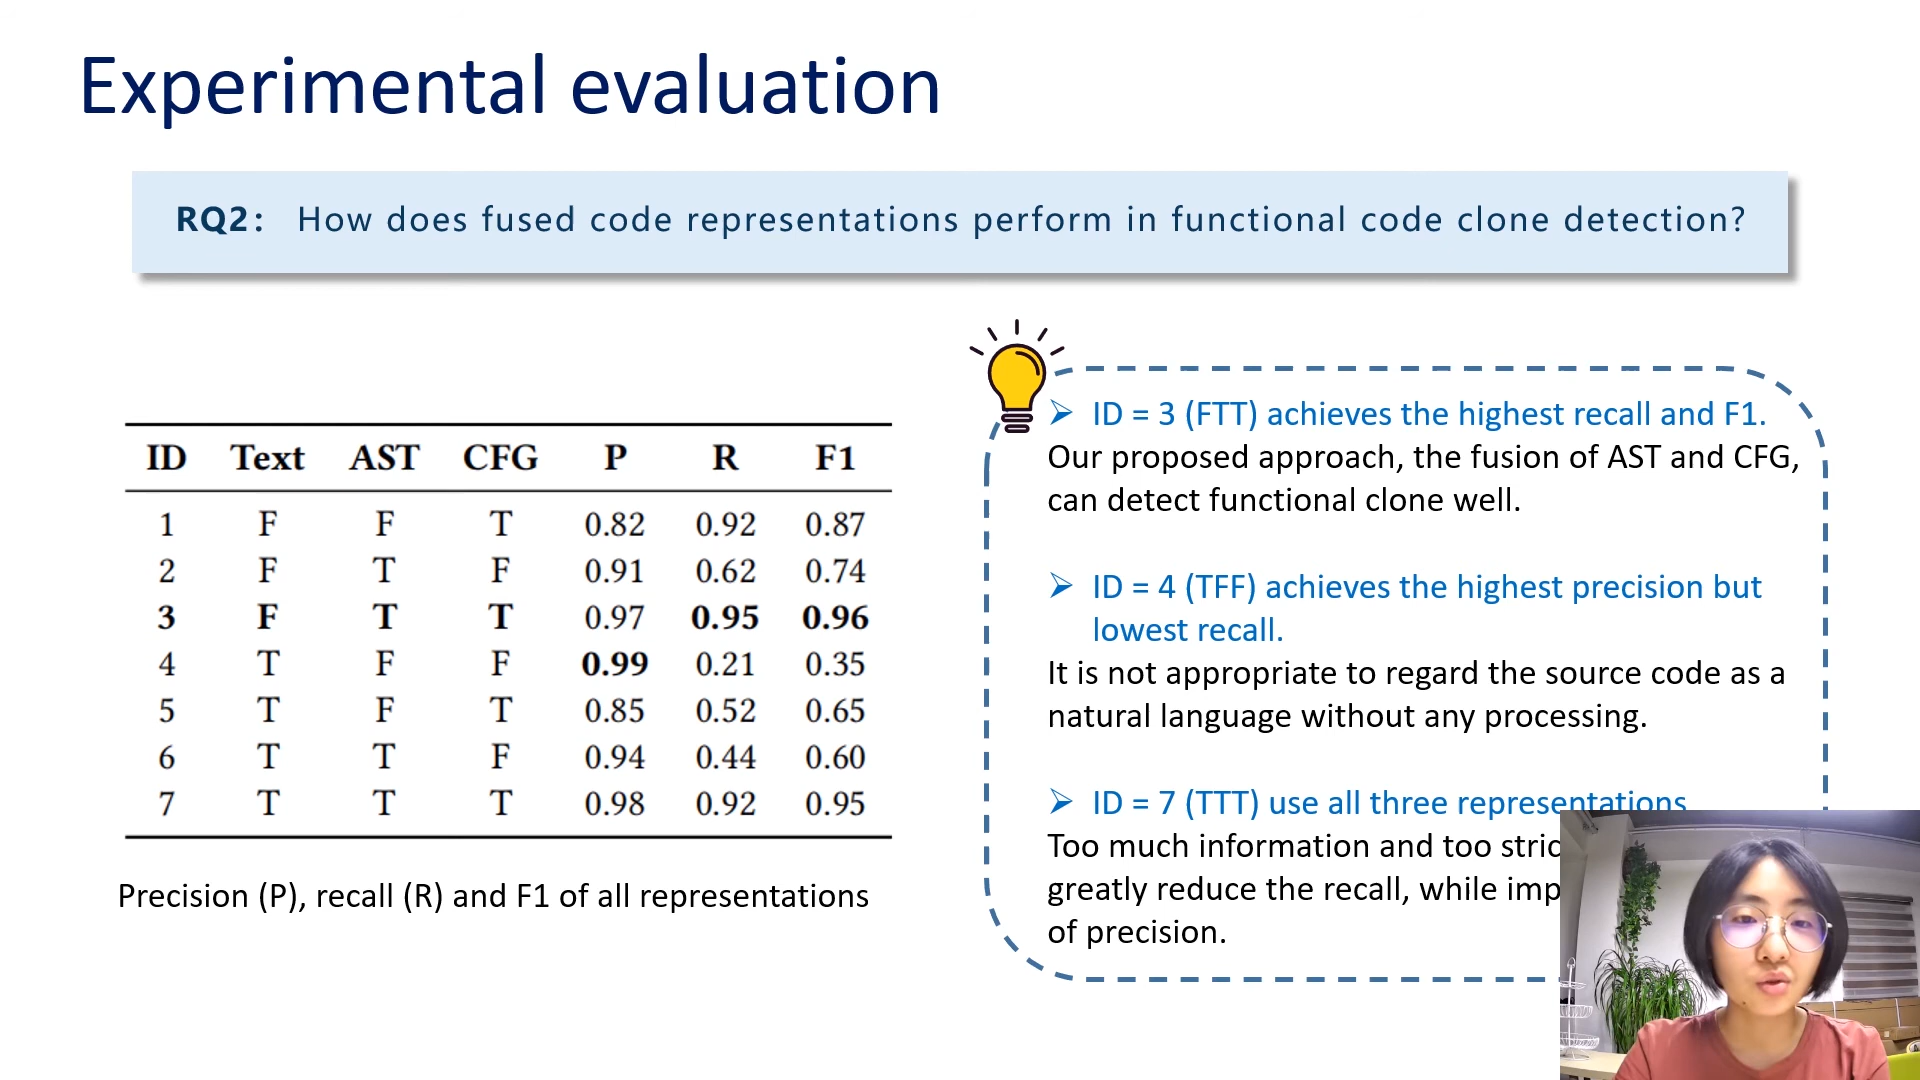 Experimental evaluation
RQ2: How does fused code representations perform in functional code clone detection?
ID Text AST CFG P R F1
1 F F T 0.82 0.92 0.87
2 F T F 0.91 0.62 0.74
3 F T T 0.97 0.95 0.96
4 T F F 0.99 0.21 0.35
5 T F T 0.85 0.52 0.65
6 T T F 0.94 0.44 0.60
7 T T T 0.98 0.92 0.95
Precision (P), recall (R) and F1 of all representations
➢ ID = 3 (FTT) achieves the highest recall and F1.
Our proposed approach, the fusion of AST and CFG,
can detect functional clone well.
➢ ID = 4 (TFF) achieves the highest precision but
lowest recall.
It is not appropriate to regard the source code as a
natural language without any processing.
➢ ID = 7 (TTT) use all three representations
Too much information and too
greatly reduce the recall, while
of precision.